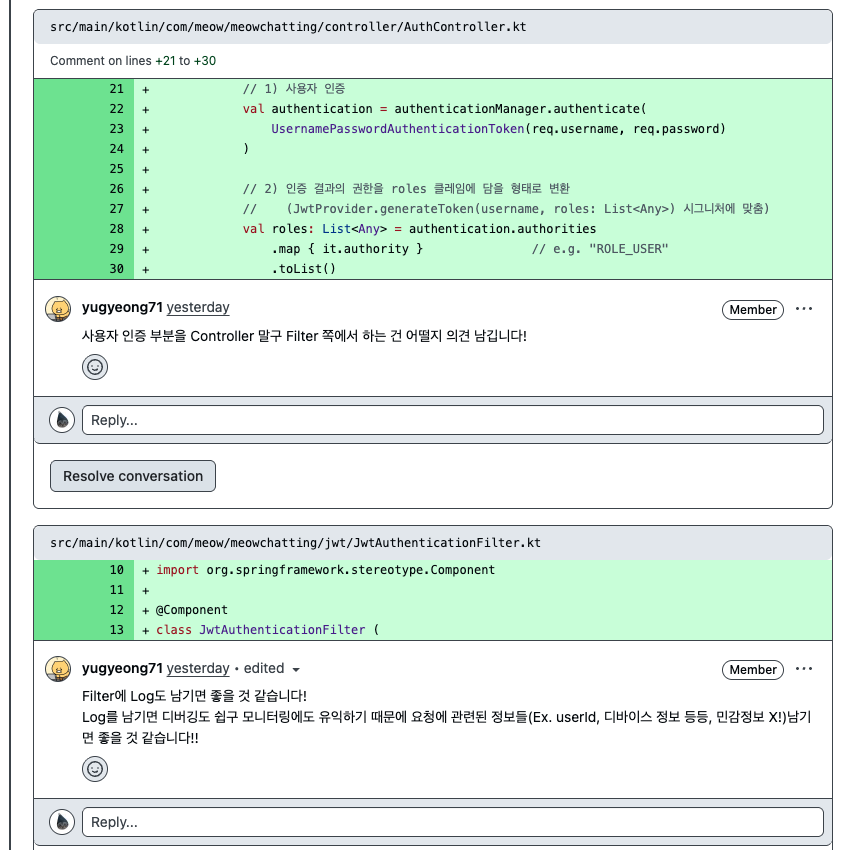 src/main/kotlin/com/meow/meowchatting/controller/AuthController.kt
Comment on lines +21 to +30
21 + // 1) 사용자 인증
22 + val authentication = authenticationManager.authenticate(
23 + UsernamePasswordAuthenticationToken(req.username, req.password)
24 + )
25 +
26 + // 2) 인증 결과의 권한을 roles 클레임에 담을 형태로 변환
27 + // (JwtProvider.generateToken(username, roles: List<Any>) 시그니처에 맞춤)
28 + val roles: List<Any> = authentication.authorities
29 + .map { it.authority } // e.g. "ROLE_USER"
30 + .toList()
yugyeong71 yesterday Member
사용자 인증 부분을 Controller 말구 Filter 쪽에서 하는 건 어떨지 의견 남깁니다!
Reply...
Resolve conversation
src/main/kotlin/com/meow/meowchatting/jwt/JwtAuthenticationFilter.kt
10 + import org.springframework.stereotype.Component
11 +
12 + @Component
13 + class JwtAuthenticationFilter (
yugyeong71 yesterday • edited Member
Filter에 Log도 남기면 좋을 것 같습니다!
Log를 남기면 디버깅도 쉽구 모니터링에도 유익하기 때문에 요청에 관련된 정보들(Ex. userId, 디바이스 정보 등등, 민감정보 X!)남기
면 좋을 것 같습니다!!
Reply...